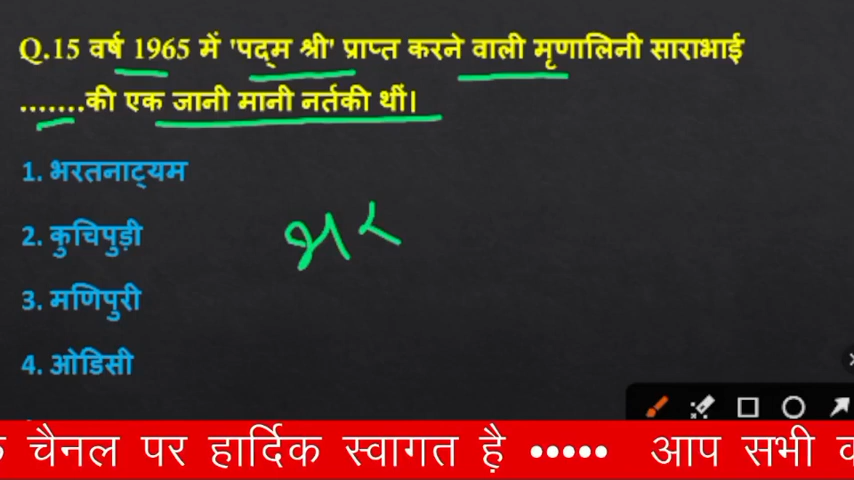 Q.15 वर्ष 1965 में 'पद्म श्री' प्राप्त करने वाली मृणालिनी साराभाई
.......की एक जानी मानी नर्तकी थीं।
1. भरतनाट्यम
2. कुचिपुड़ी
भर
3. मणिपुरी
4. ओडिसी
चैनल पर हार्दिक स्वागत है ••••• आप सभी